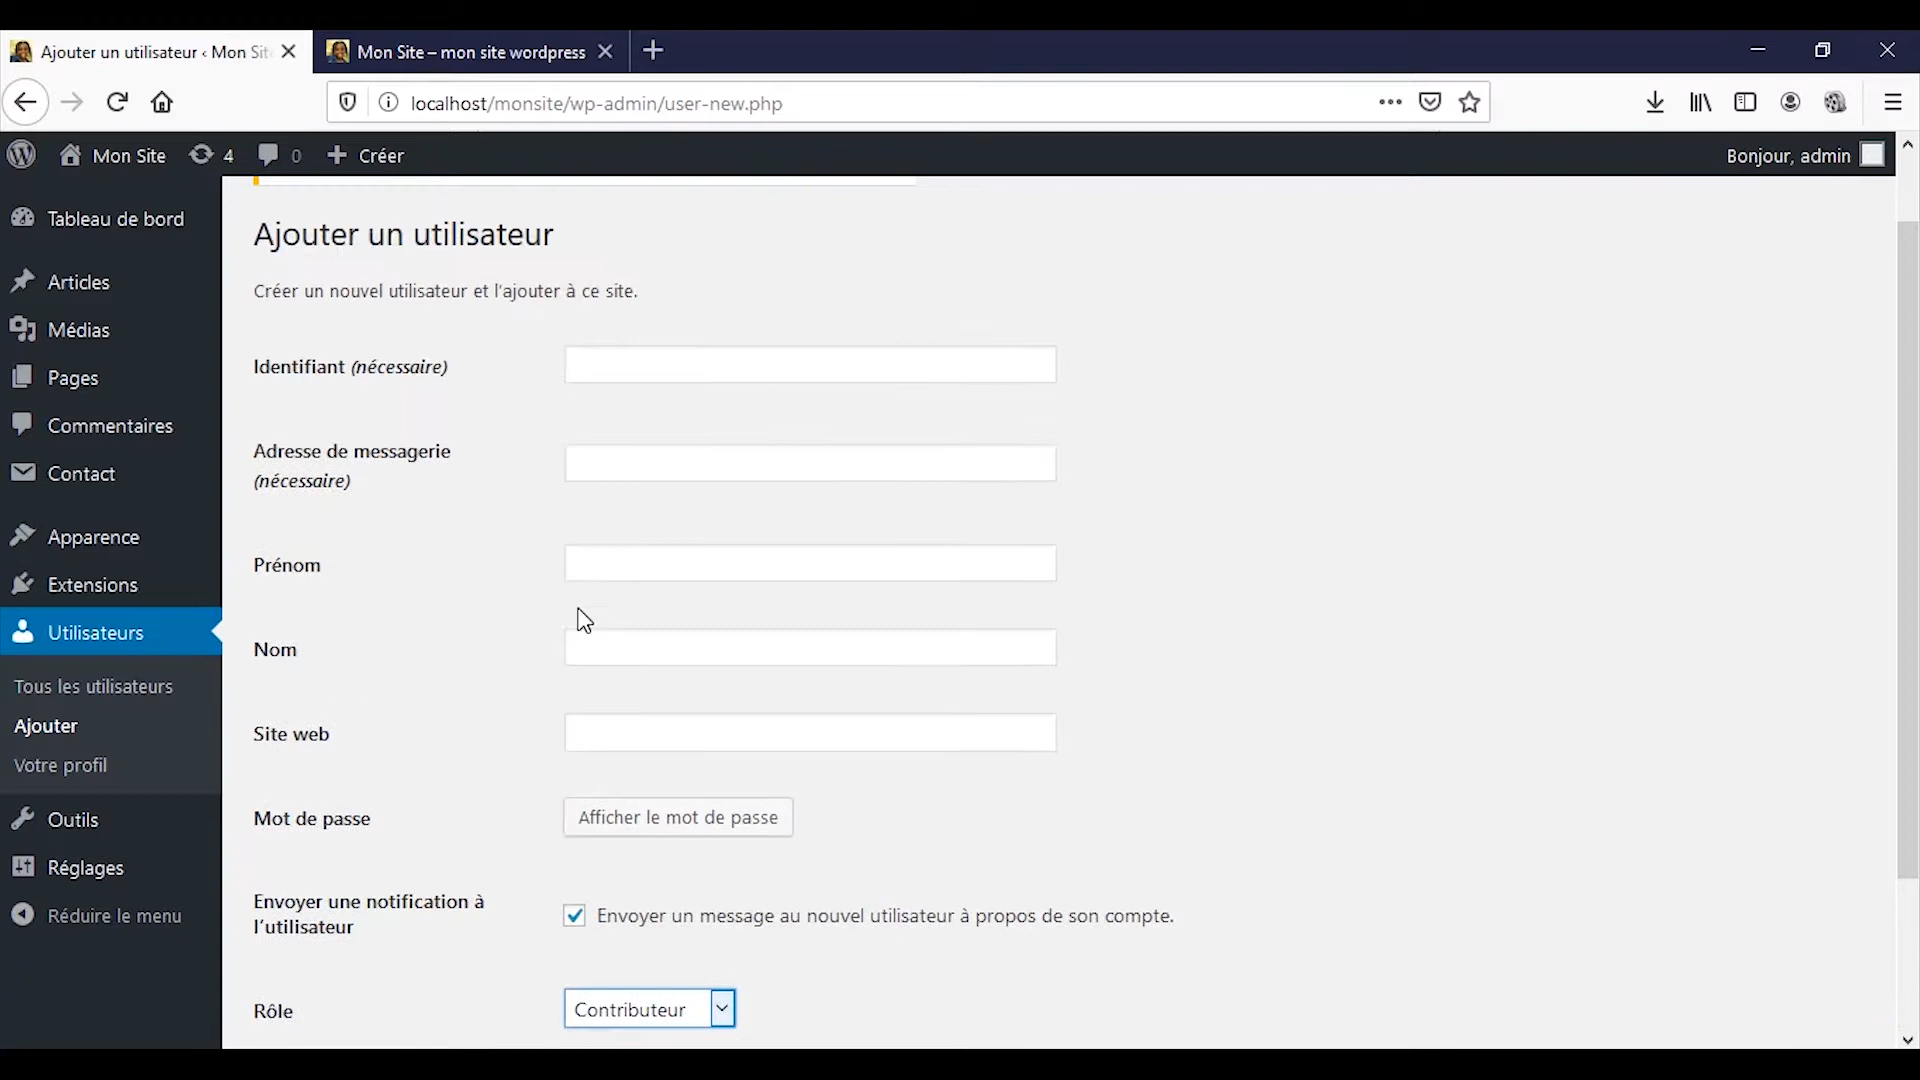 Ajouter un utilisateur ‹ Mon Sit
Mon Site – mon site wordpress
localhost/monsite/wp-admin/user-new.php
Mon Site
4
0
Créer
Bonjour, admin
Tableau de bord
Articles
Médias
Pages
Commentaires
Contact
Apparence
Extensions
Utilisateurs
Tous les utilisateurs
Ajouter
Votre profil
Outils
Réglages
Réduire le menu
Ajouter un utilisateur
Créer un nouvel utilisateur et l’ajouter à ce site.
Identifiant (nécessaire)
Adresse de messagerie
(nécessaire)
Prénom
Nom
Site web
Mot de passe
Afficher le mot de passe
Envoyer une notification à
l’utilisateur
Envoyer un message au nouvel utilisateur à propos de son compte.
Rôle
Contributeur